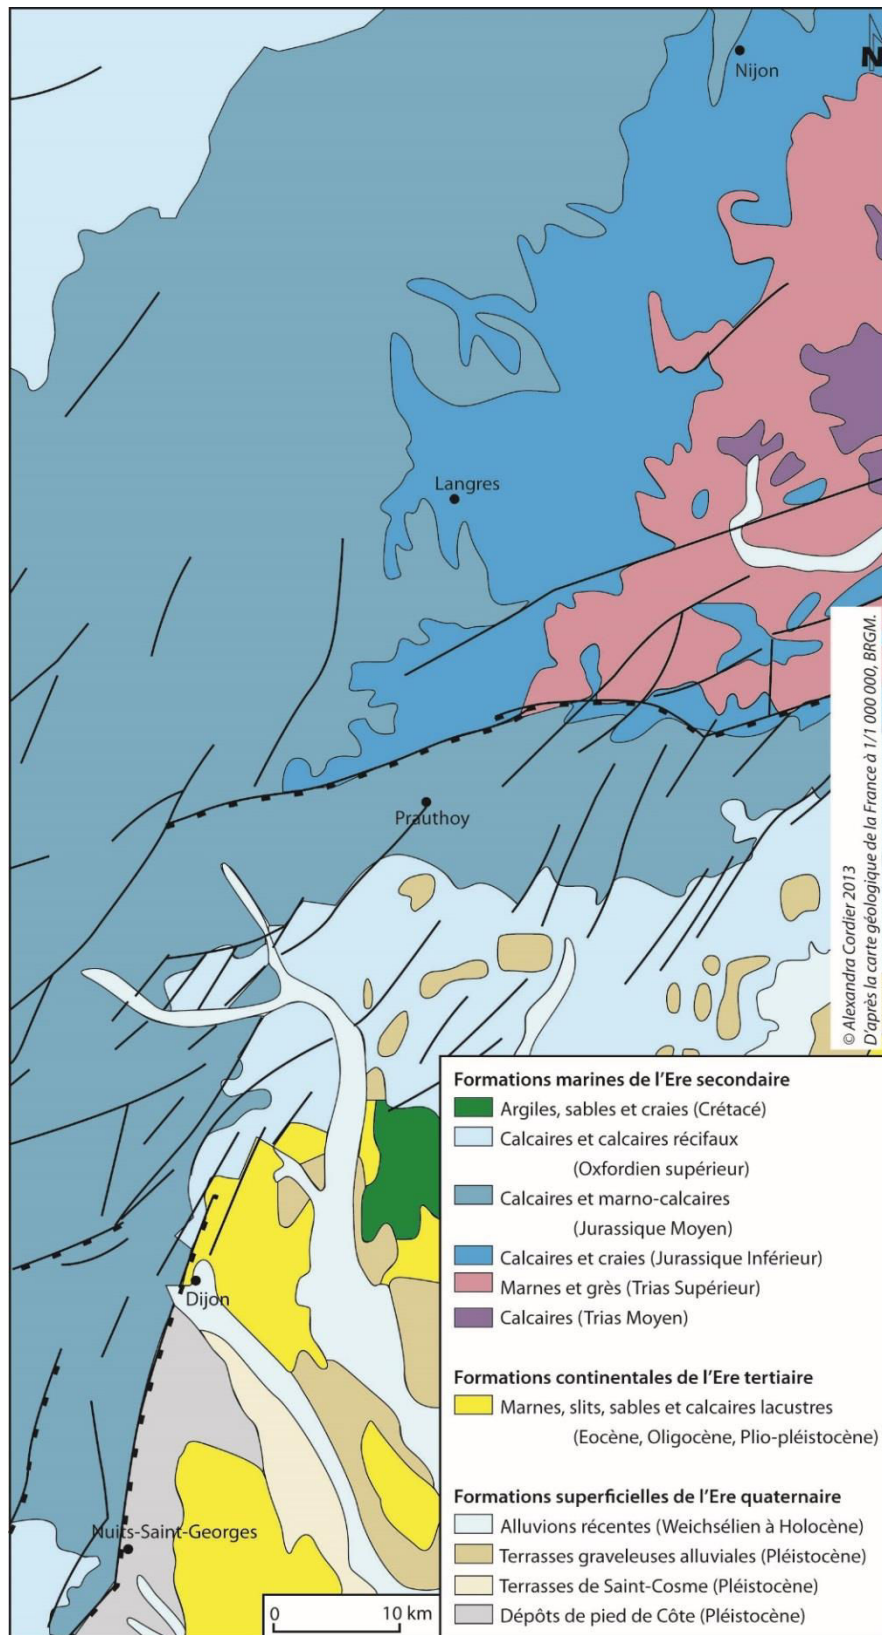 N
Nijon
Langres
Prauthoy
© Alexandra Cordier 2013
D'après la carte géologique de la France à 1/1 000 000, BRGM.
Dijon
Nuits-Saint-Georges
0 10 km
Formations marines de l'Ere secondaire
Argiles, sables et craies (Crétacé)
Calcaires et calcaires récifaux
(Oxfordien supérieur)
Calcaires et marno-calcaires
(Jurassique Moyen)
Calcaires et craies (Jurassique Inférieur)
Marnes et grès (Trias Supérieur)
Calcaires (Trias Moyen)
Formations continentales de l'Ere tertiaire
Marnes, slits, sables et calcaires lacustres
(Eocène, Oligocène, Plio-pléistocène)
Formations superficielles de l'Ere quaternaire
Alluvions récentes (Weichsélien à Holocène)
Terrasses graveleuses alluviales (Pléistocène)
Terrasses de Saint-Cosme (Pléistocène)
Dépôts de pied de Côte (Pléistocène)